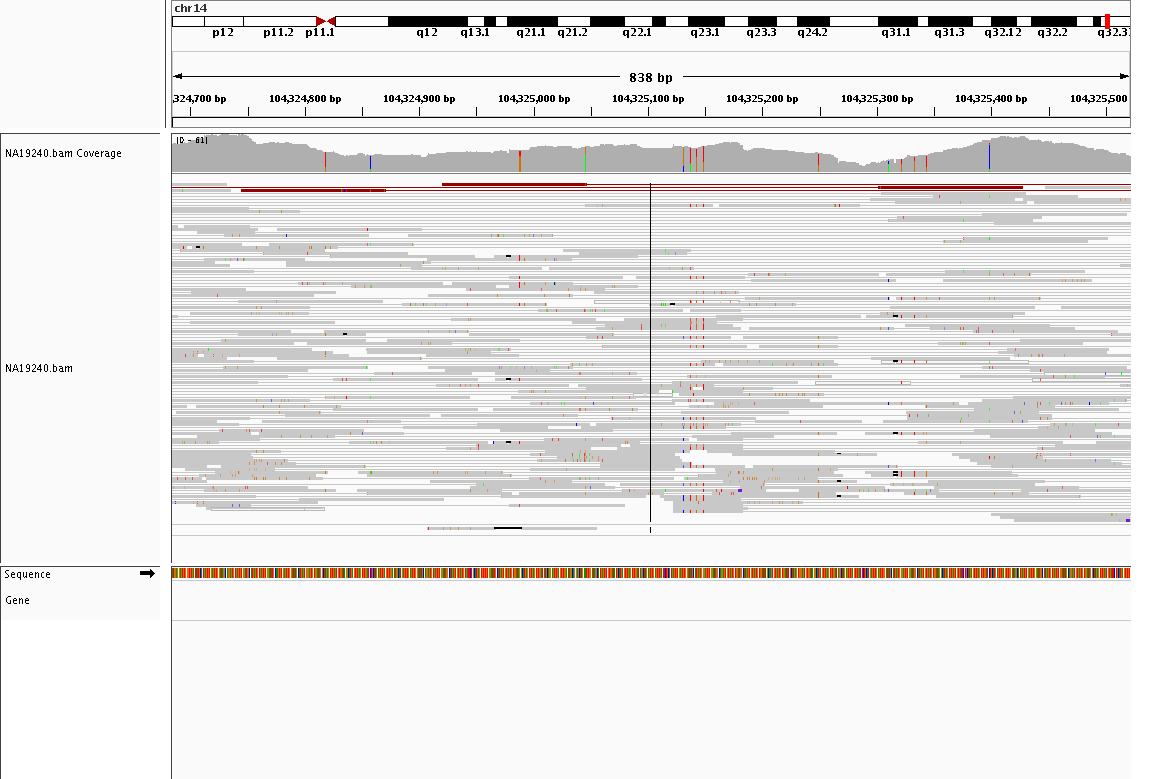 chr14
p12 p11.2 p11.1 q12 q13.1 q21.1 q21.2 q22.1 q23.1 q23.3 q24.2 q31.1 q31.3 q32.12 q32.2 q32.3
838 bp
,324,700 bp 104,324,800 bp 104,324,900 bp 104,325,000 bp 104,325,100 bp 104,325,200 bp 104,325,300 bp 104,325,400 bp 104,325,500
NA19240.bam Coverage
[0 - 61]
NA19240.bam
Sequence
Gene